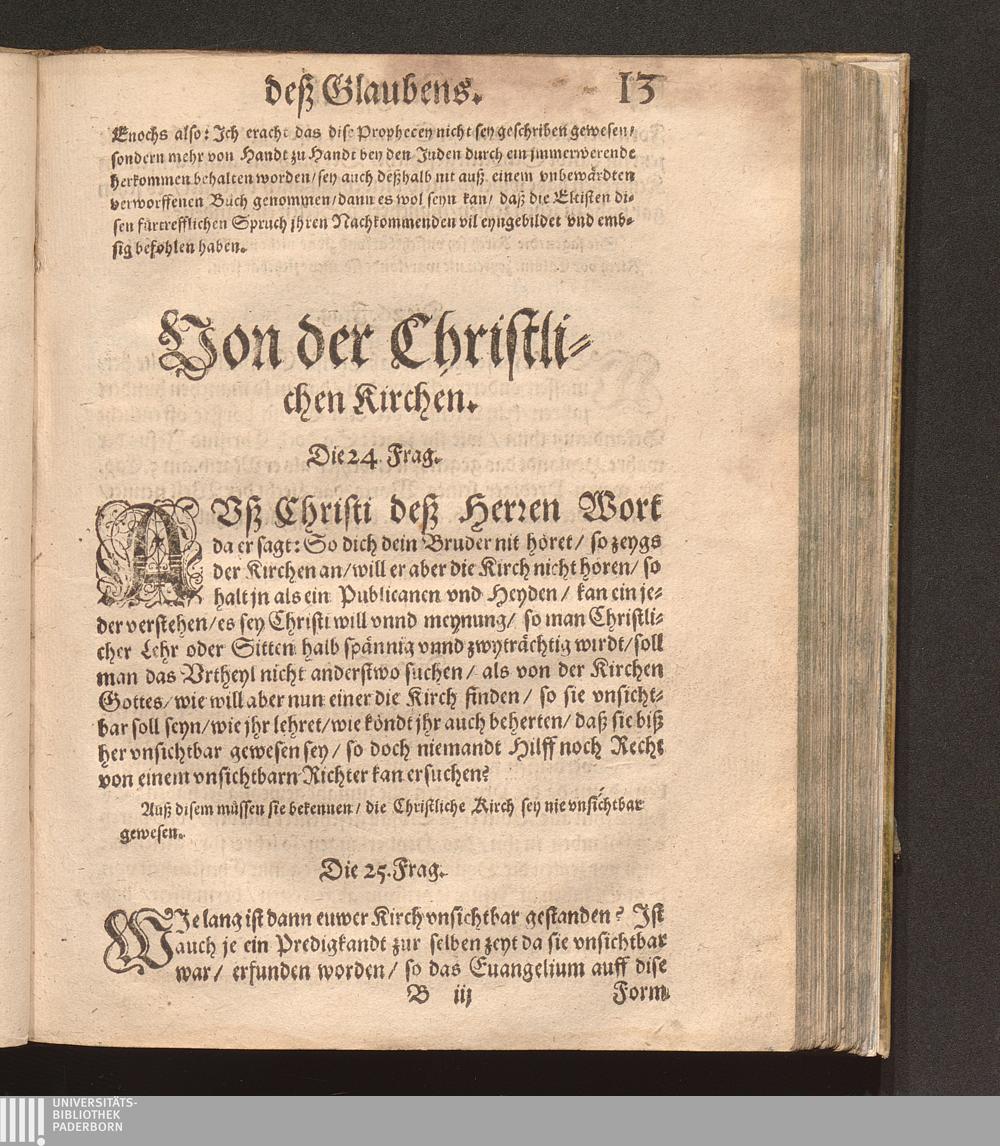 deß Glaubens. 13
Enochs also: Ich eracht das dise Prophecey nicht sey geschriben gewesen/
sondern mehr von Handt zu Handt bey den Juden durch ein jmmerwerende
herkommen behalten worden/ sey auch deßhalb nit auß einem vnbewärdten
verworffenen Buch genommen/ dann es wol seyn kan/ daß die Eltisten di-
sen fürtrefflichen Spruch jhren Nachkommenden vil eyngebildet vnd emb-
sig befohlen haben.
Von der Christli-
chen Kirchen.
Die 24. Frag.
AVß Christi deß Herren Wort
da er sagt: So dich dein Bruder nit höret/ so zeygs
der Kirchen an/ will er aber die Kirch nicht hören/ so
halt jn als ein Publicanen vnd Heyden/ kan ein je-
der verstehen/ es sey Christi will vnnd meynung/ so man Christli-
cher Lehr oder Sitten halb spännig vnnd zwyträchtig wirdt/ soll
man das Vrtheyl nicht anderstwo suchen/ als von der Kirchen
Gottes/ wie will aber nun einer die Kirch finden/ so sie vnsicht-
bar soll seyn/ wie jhr lehret/ wie köndt jhr auch beherten/ daß sie biß
her vnsichtbar gewesen sey/ so doch niemandt Hilff noch Recht
von einem vnsichtbarn Richter kan ersuchen?
Auß disem müssen sie bekennen/ die Christliche Kirch sey nie vnsichtbar
gewesen.
Die 25. Frag.
WIe lang ist dann euwer Kirch vnsichtbar gestanden? Ist
auch je ein Predigkandt zur selben zeyt da sie vnsichtbar
war/ erfunden worden/ so das Euangelium auff dise
B iij Form
UNIVERSITÄTS-
BIBLIOTHEK
PADERBORN